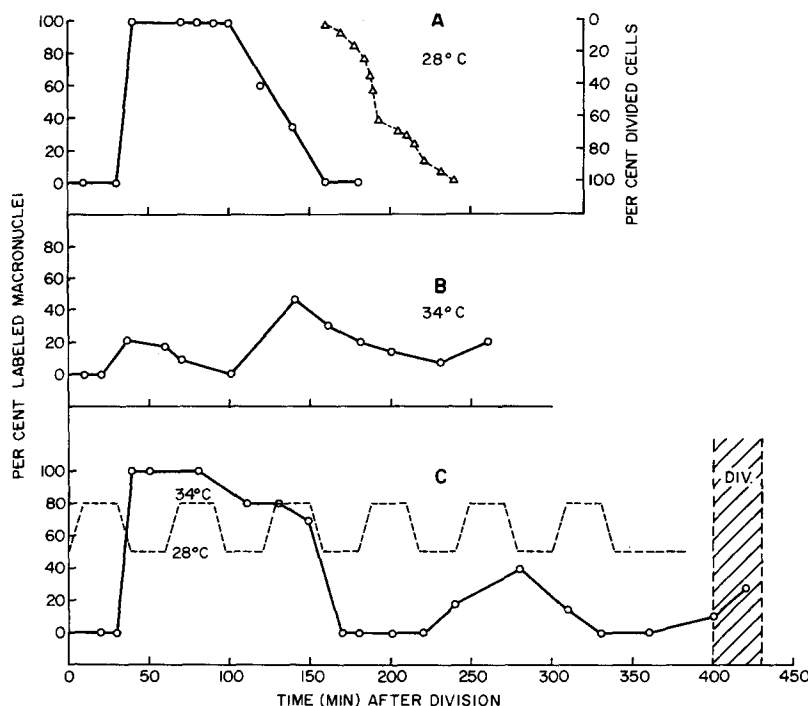 A
28°C
100
80
60
40
20
0
0
20
40
60
80
100
PER CENT DIVIDED CELLS
PER CENT LABELED MACRONUCLEI
B
34°C
80
60
40
20
0
C
DIV.
34°C
28°C
100
80
60
40
20
0
0 50 100 150 200 250 300 350 400 450
TIME (MIN) AFTER DIVISION